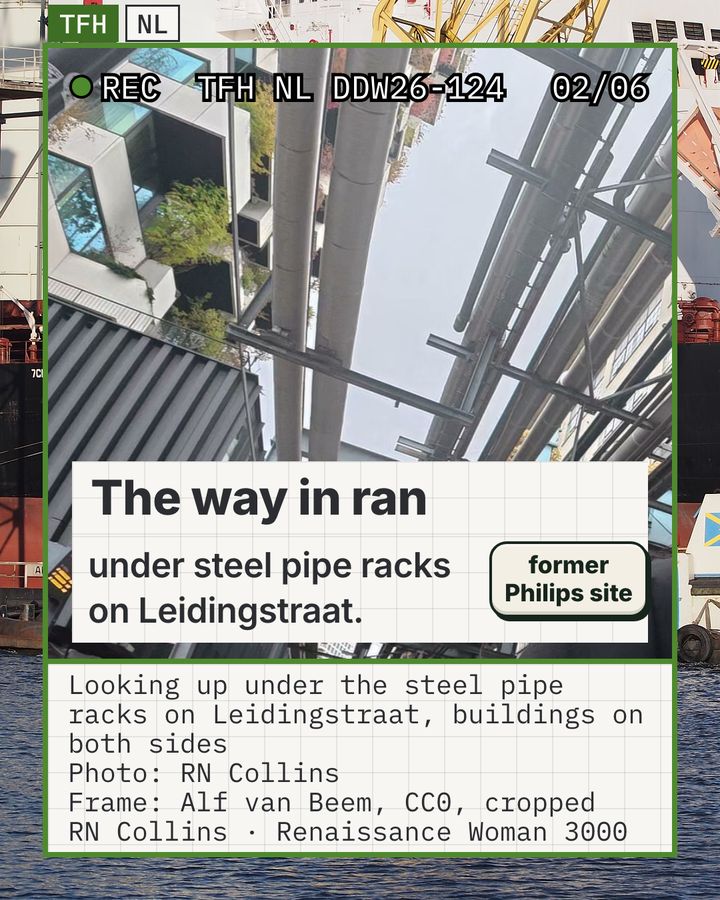 TFH NL
REC TFH NL DDW26-124 02/06
The way in ran
under steel pipe racks
on Leidingstraat.
former
Philips site
Looking up under the steel pipe
racks on Leidingstraat, buildings on
both sides
Photo: RN Collins
Frame: Alf van Beem, CC0, cropped
RN Collins · Renaissance Woman 3000